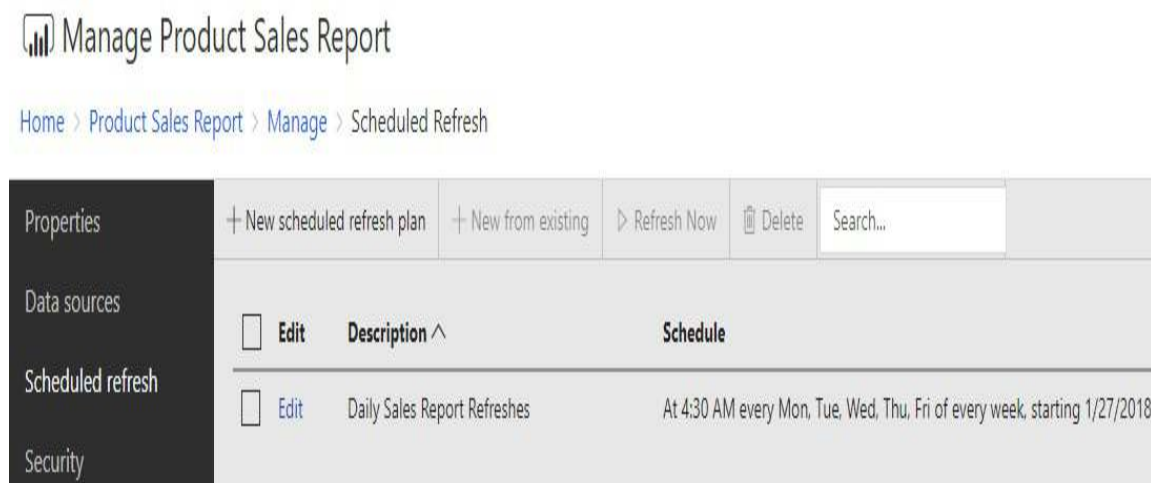 Manage Product Sales Report
Home > Product Sales Report > Manage > Scheduled Refresh
Properties
+ New scheduled refresh plan
+ New from existing
Refresh Now
Delete
Search...
Data sources
Edit Description Schedule
Scheduled refresh
Edit Daily Sales Report Refreshes At 4:30 AM every Mon, Tue, Wed, Thu, Fri of every week, starting 1/27/2018
Security